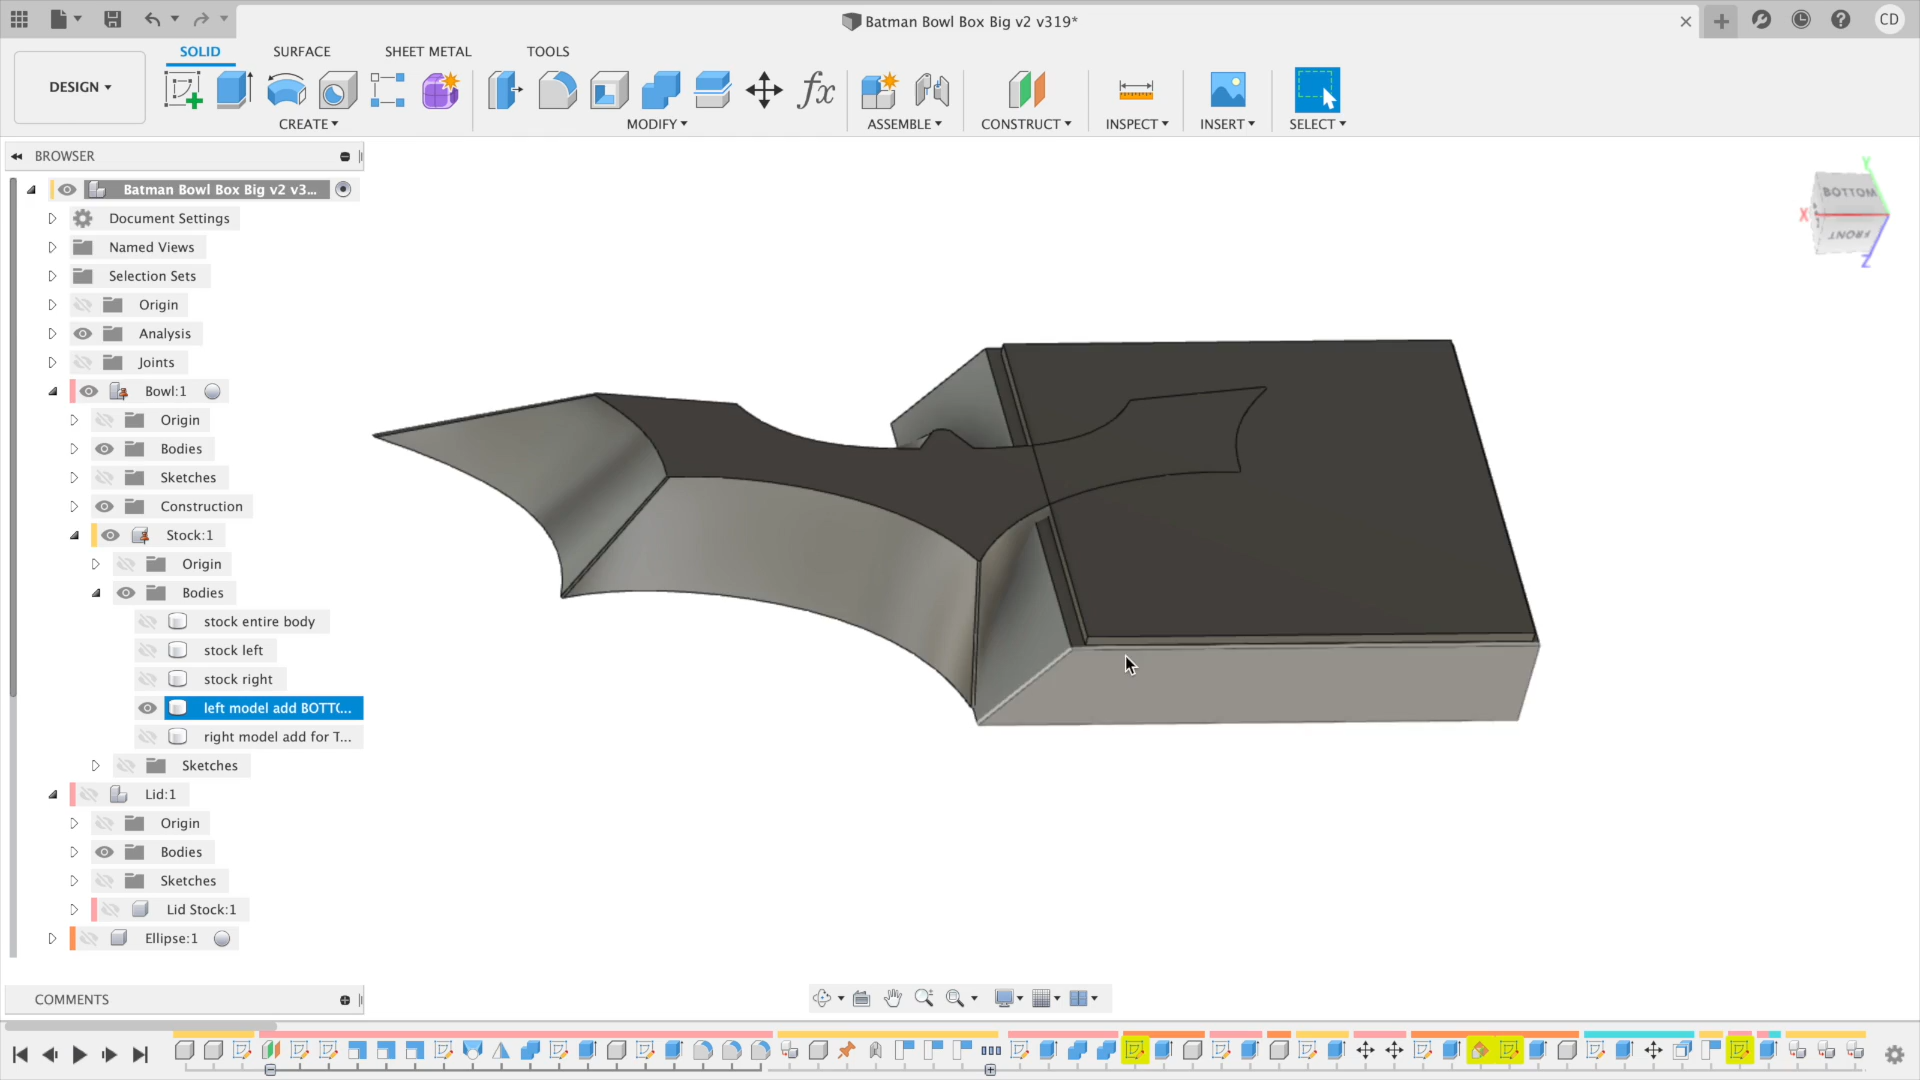 Batman Bowl Box Big v2 v319*
CD
SOLID SURFACE SHEET METAL TOOLS
DESIGN
fx
CREATE MODIFY ASSEMBLE CONSTRUCT INSPECT INSERT SELECT
BROWSER
Batman Bowl Box Big v2 v3...
Document Settings
Named Views
Selection Sets
Origin
Analysis
Joints
Bowl:1
Origin
Bodies
Sketches
Construction
Stock:1
Origin
Bodies
stock entire body
stock left
stock right
left model add BOTT(...
right model add for T...
Sketches
Lid:1
Origin
Bodies
Sketches
Lid Stock:1
Ellipse:1
COMMENTS
Y
BOTTOM
X
FRONT
Z